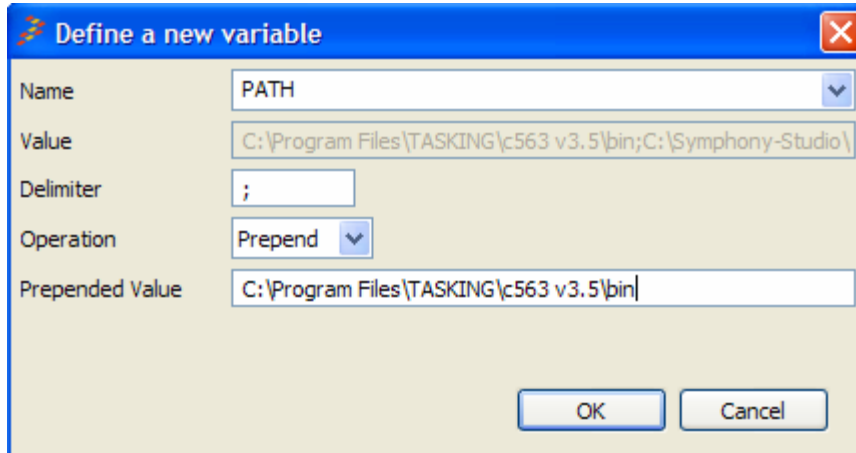 Define a new variable
Name PATH
Value C:\Program Files\TASKING\c563 v3.5\bin;C:\Symphony-Studio\
Delimiter ;
Operation Prepend
Prepended Value C:\Program Files\TASKING\c563 v3.5\bin
OK Cancel